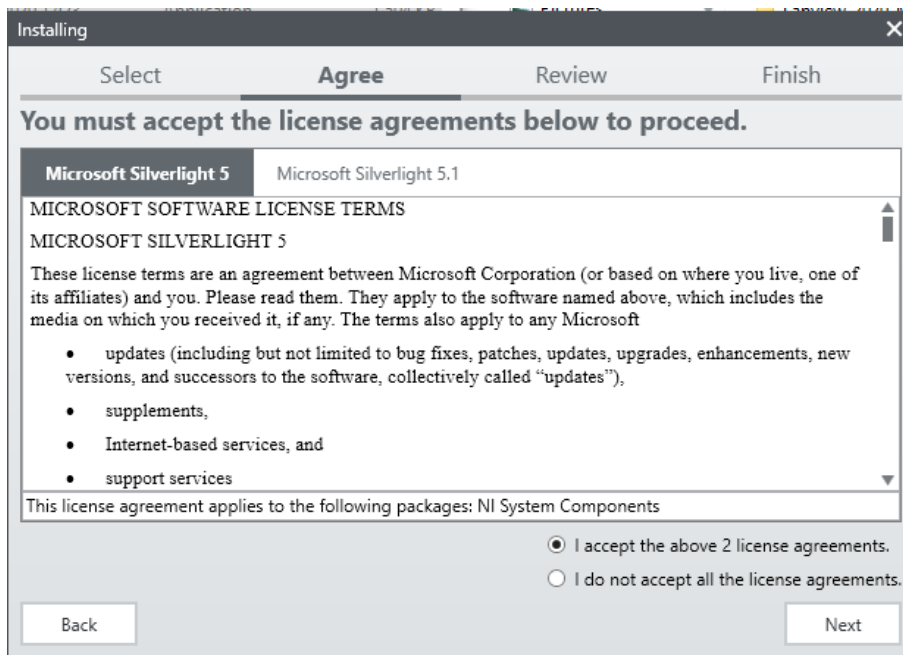 Installing
Select Agree Review Finish
You must accept the license agreements below to proceed.
Microsoft Silverlight 5 Microsoft Silverlight 5.1
MICROSOFT SOFTWARE LICENSE TERMS
MICROSOFT SILVERLIGHT 5
These license terms are an agreement between Microsoft Corporation (or based on where you live, one of
its affiliates) and you. Please read them. They apply to the software named above, which includes the
media on which you received it, if any. The terms also apply to any Microsoft
• updates (including but not limited to bug fixes, patches, updates, upgrades, enhancements, new
versions, and successors to the software, collectively called “updates”),
• supplements,
• Internet-based services, and
• support services
This license agreement applies to the following packages: NI System Components
I accept the above 2 license agreements.
I do not accept all the license agreements.
Back Next